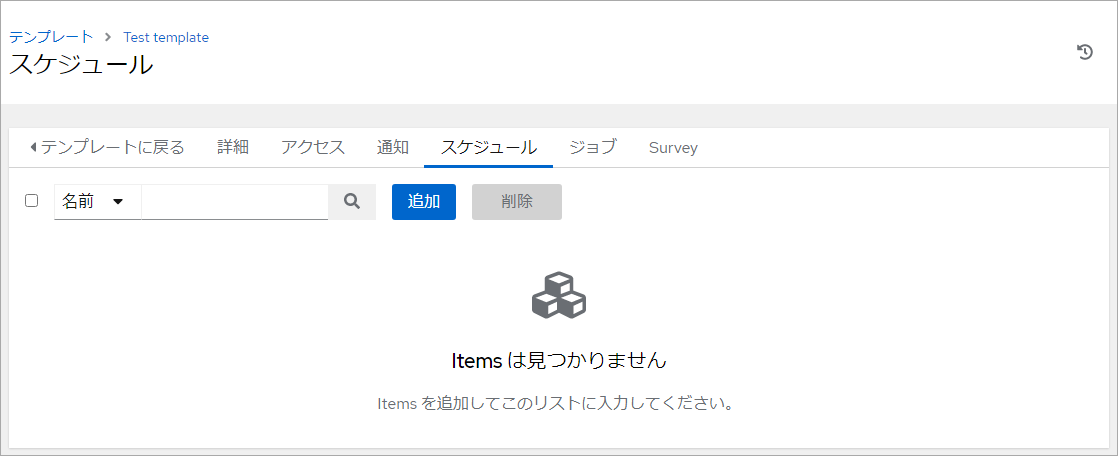 テンプレート > Test template
スケジュール
テンプレートに戻る 詳細 アクセス 通知 スケジュール ジョブ Survey
名前 追加 削除
Items は見つかりません
Items を追加してこのリストに入力してください。